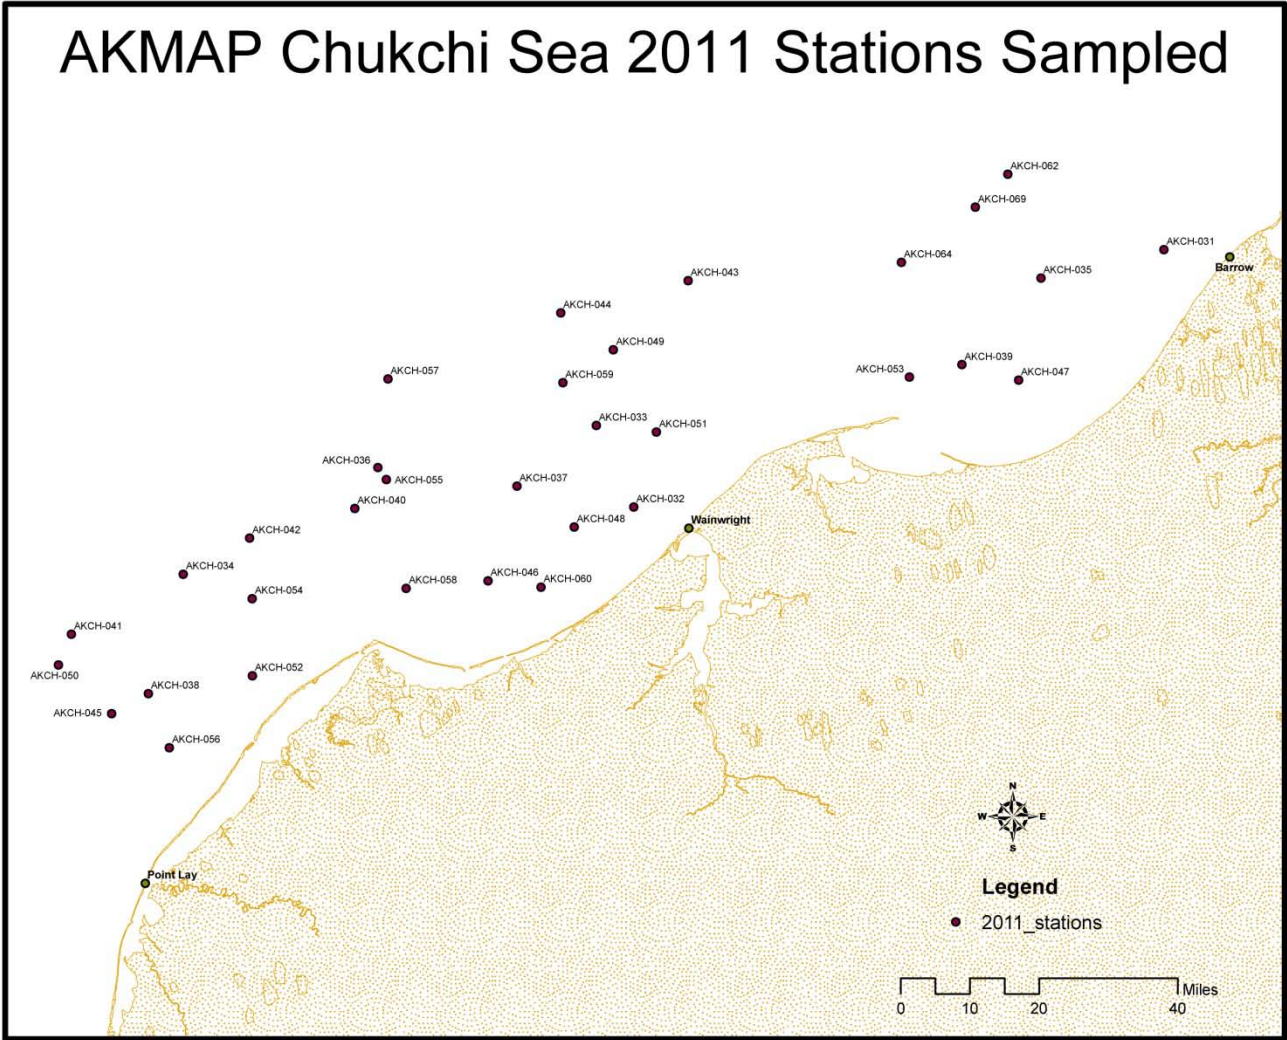 AKMAP Chukchi Sea 2011 Stations Sampled
AKCH-062
AKCH-069
AKCH-031
AKCH-064
Barrow
AKCH-035
AKCH-043
AKCH-044
AKCH-049
AKCH-039
AKCH-053
AKCH-057
AKCH-059
AKCH-047
AKCH-033
AKCH-051
AKCH-036
AKCH-055
AKCH-037
AKCH-040
AKCH-032
AKCH-048
Wainwright
AKCH-042
AKCH-034
AKCH-046
AKCH-058
AKCH-060
AKCH-054
AKCH-041
AKCH-052
AKCH-050
AKCH-038
AKCH-045
AKCH-056
N
W E
S
Point Lay
Legend
2011_stations
Miles
0 10 20 40